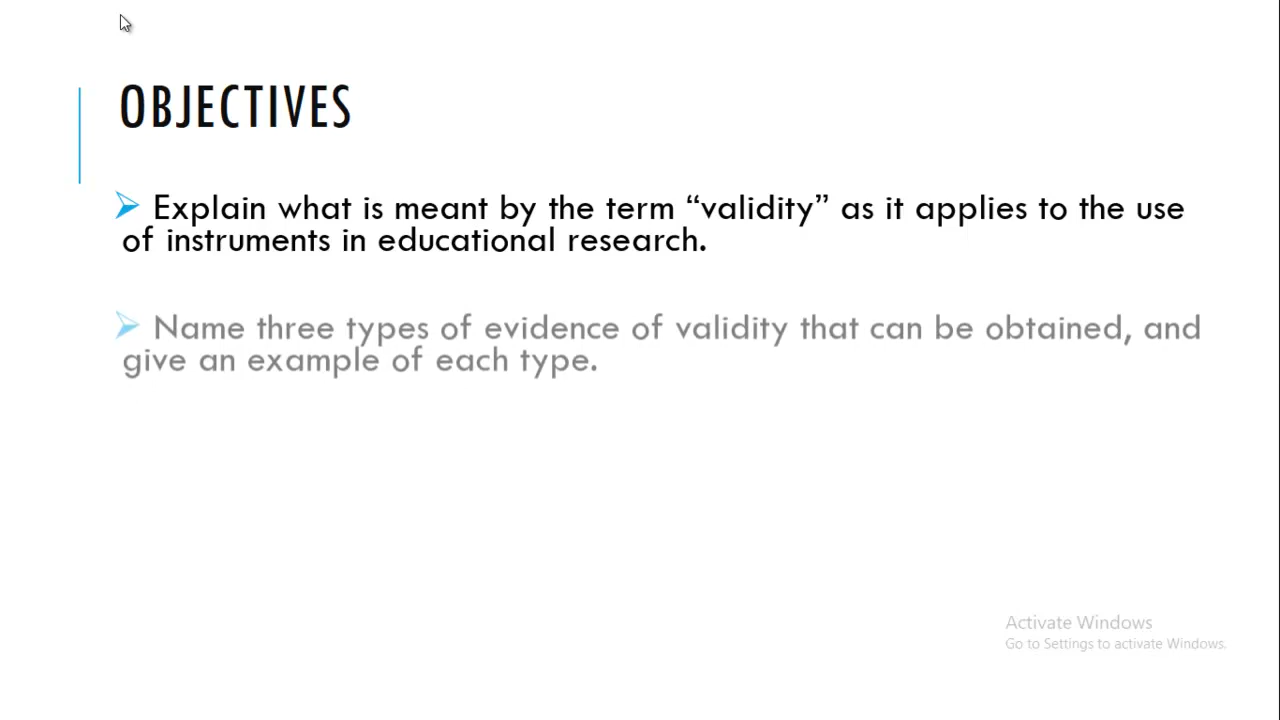 OBJECTIVES
Explain what is meant by the term “validity” as it applies to the use
of instruments in educational research.
Name three types of evidence of validity that can be obtained, and
give an example of each type.
Activate Windows
Go to Settings to activate Windows.